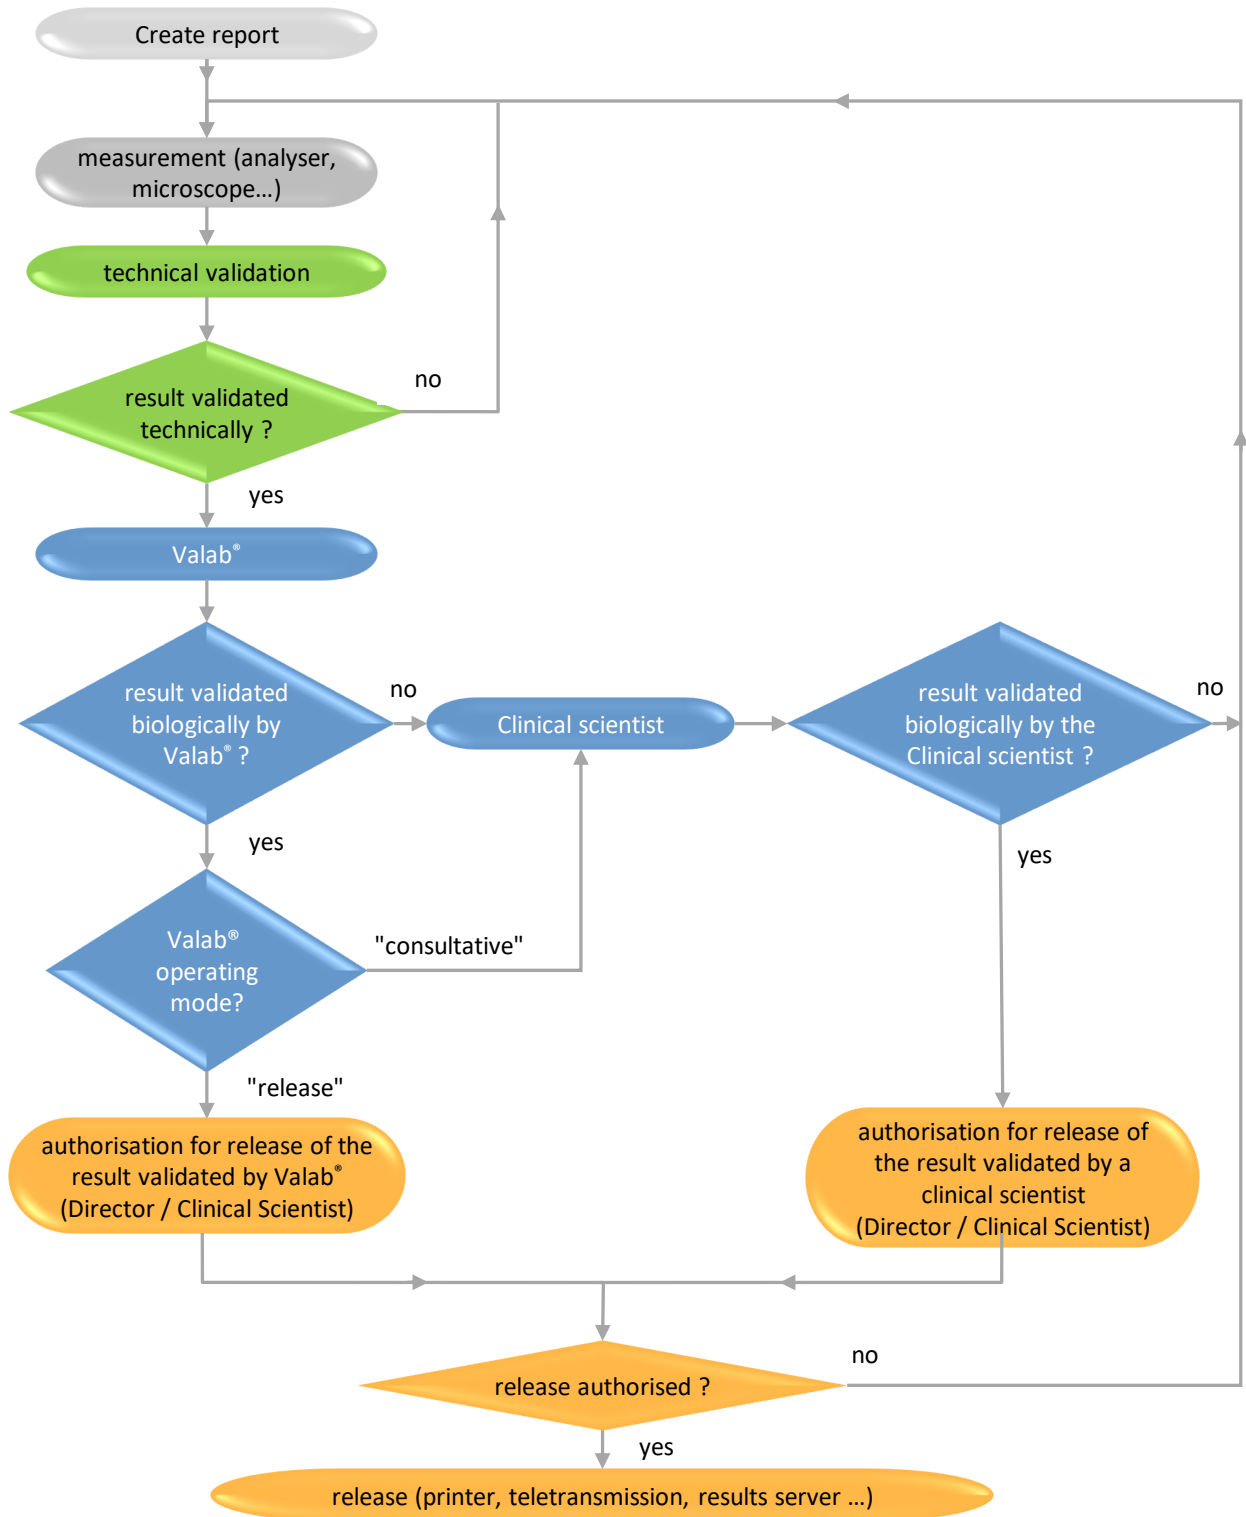 Create report
measurement (analyser,
microscope...)
technical validation
result validated
technically ?
no
yes
Valab®
result validated
biologically by
Valab® ?
no
Clinical scientist
result validated
biologically by the
Clinical scientist ?
no
yes
yes
Valab®
operating
mode?
"consultative"
"release"
authorisation for release of the
result validated by Valab®
(Director / Clinical Scientist)
authorisation for release of
the result validated by a
clinical scientist
(Director / Clinical Scientist)
release authorised ?
no
yes
release (printer, teletransmission, results server ...)